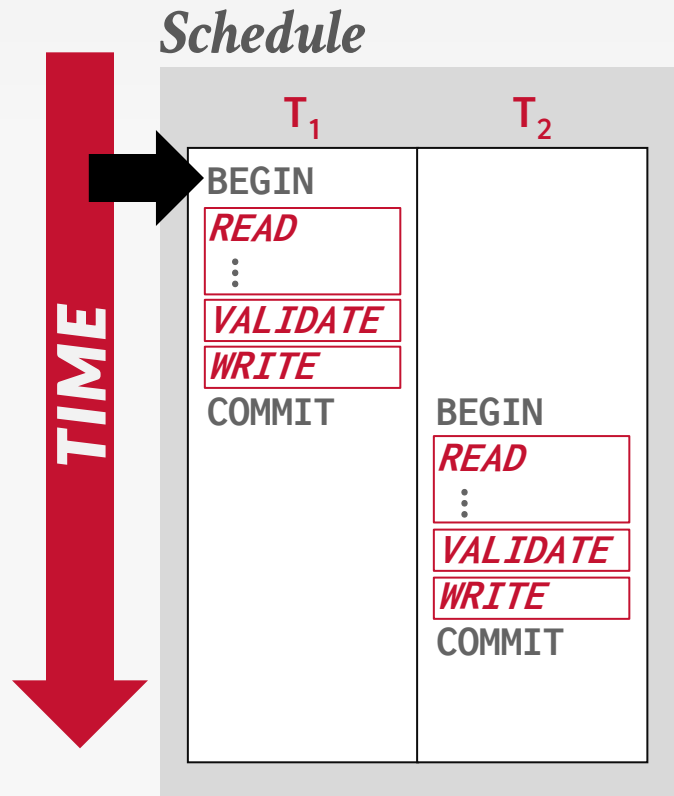 Schedule
TIME
T1 T2
BEGIN
READ
⋮
VALIDATE
WRITE
COMMIT BEGIN
READ
⋮
VALIDATE
WRITE
COMMIT